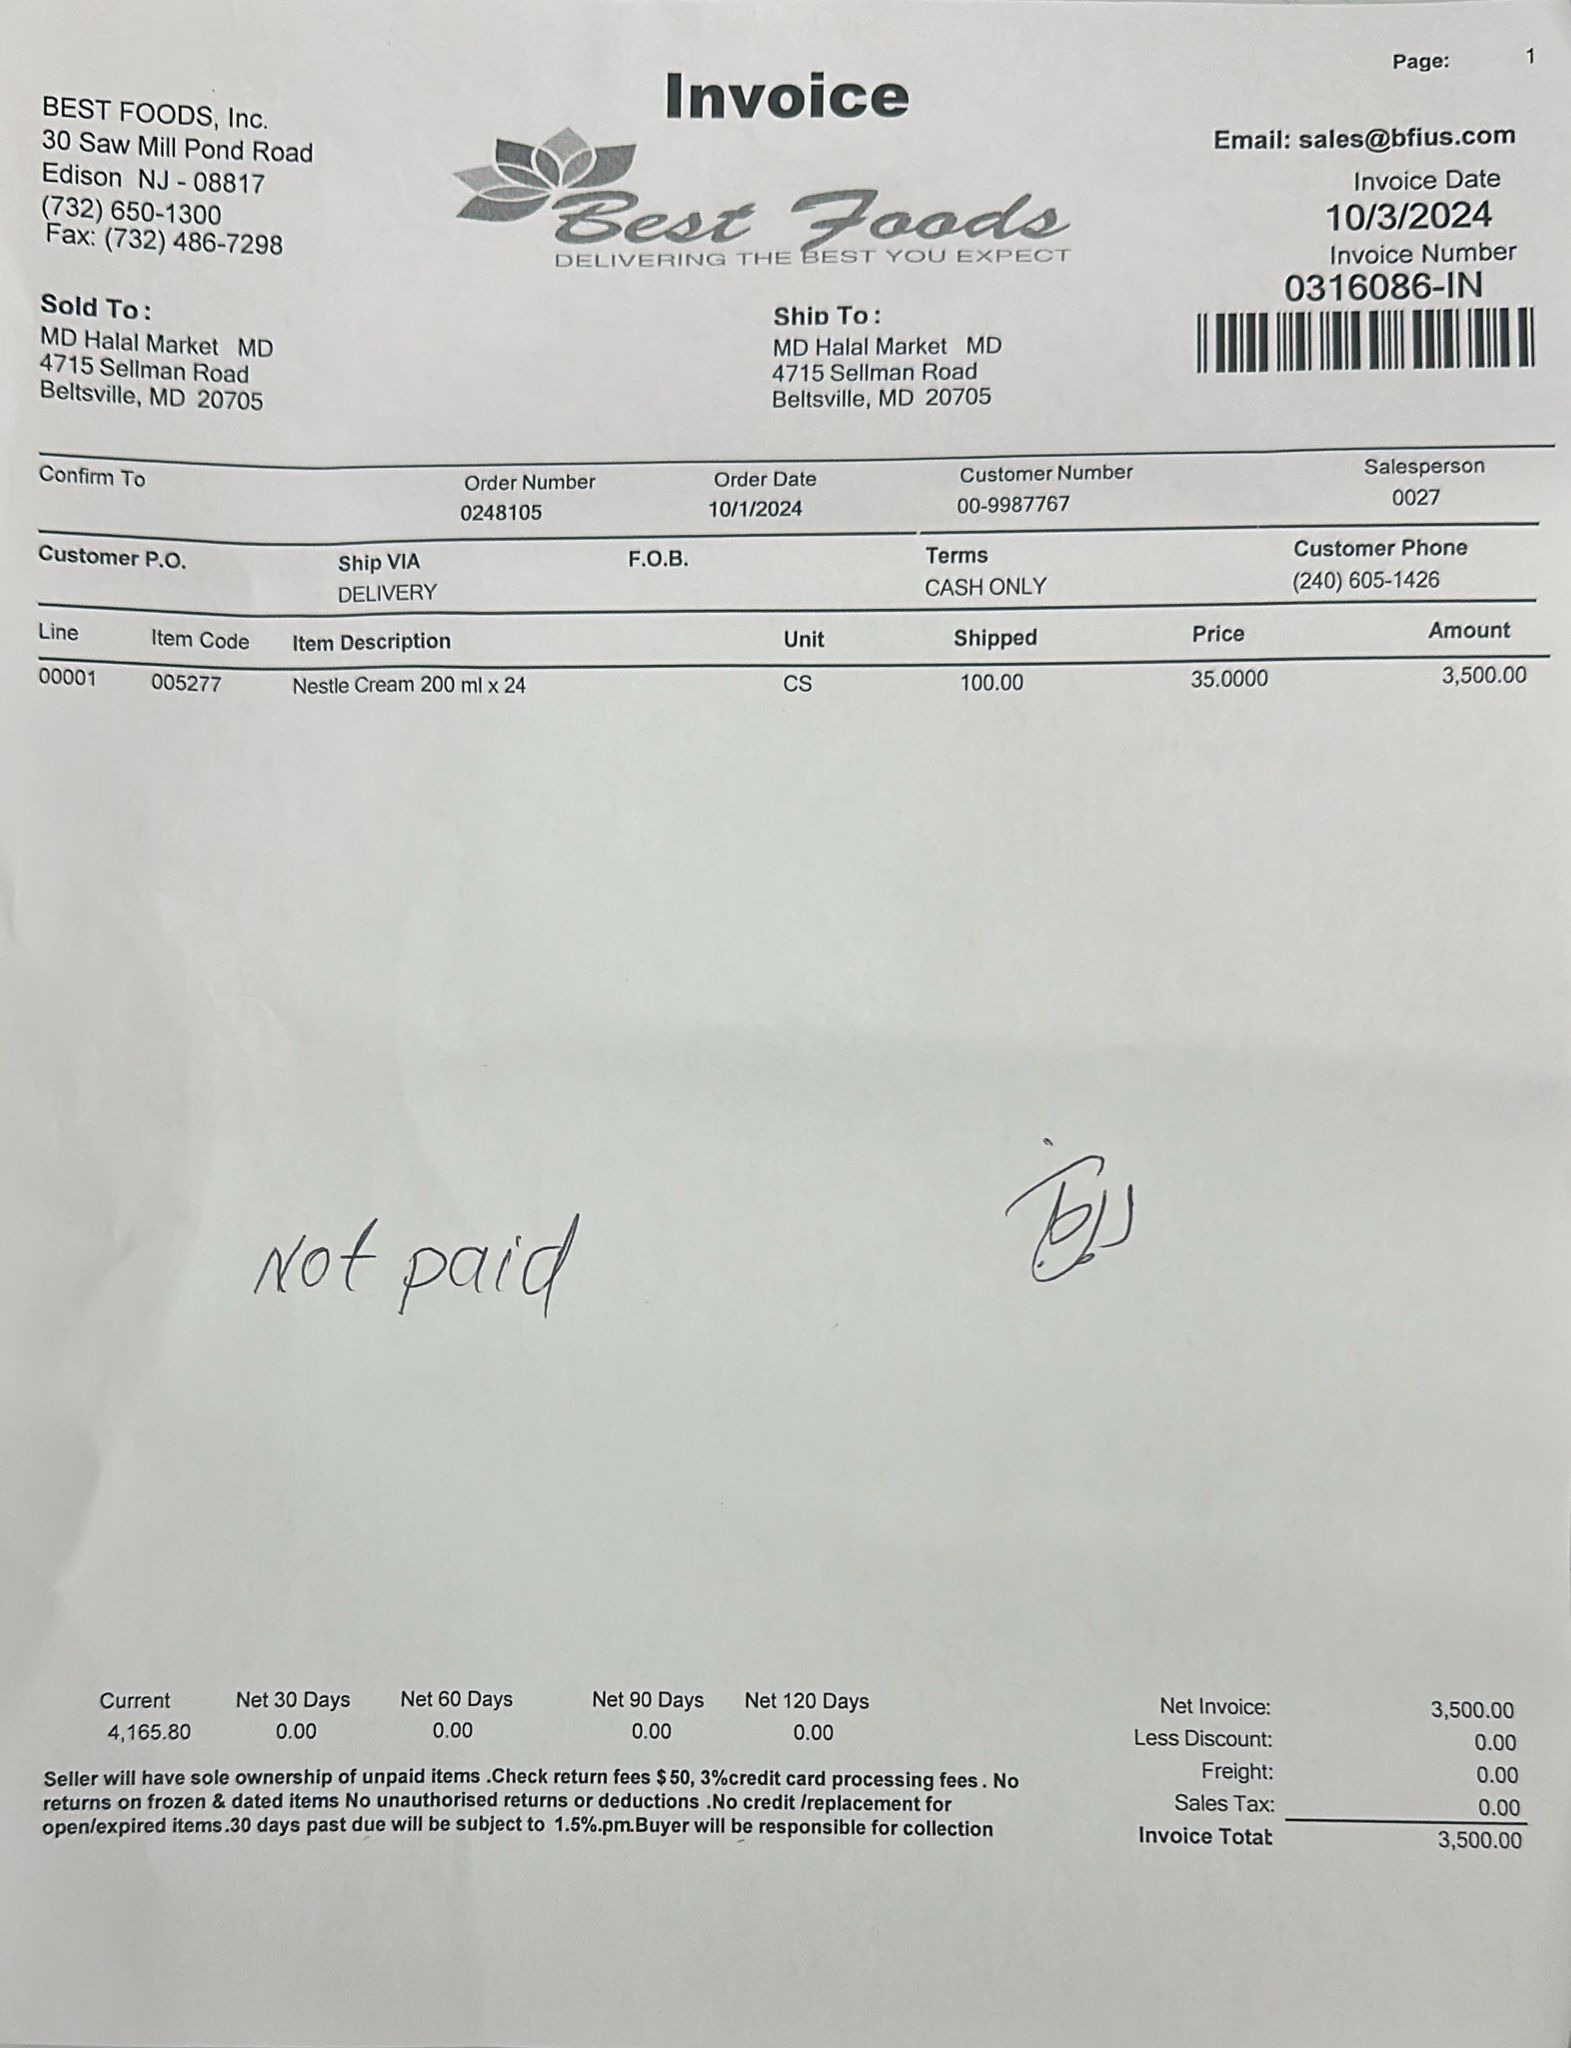 Page: 1
Invoice
BEST FOODS, Inc.
30 Saw Mill Pond Road
Edison NJ - 08817
(732) 650-1300
Fax: (732) 486-7298
Best Foods
DELIVERING THE BEST YOU EXPECT
Email: sales@bfius.com
Invoice Date
10/3/2024
Invoice Number
0316086-IN
Sold To :
MD Halal Market MD
4715 Sellman Road
Beltsville, MD 20705
Ship To :
MD Halal Market MD
4715 Sellman Road
Beltsville, MD 20705
Confirm To Order Number Order Date Customer Number Salesperson
0248105 10/1/2024 00-9987767 0027
Customer P.O. Ship VIA F.O.B. Terms Customer Phone
DELIVERY CASH ONLY (240) 605-1426
Line Item Code Item Description Unit Shipped Price Amount
00001 005277 Nestle Cream 200 ml x 24 CS 100.00 35.0000 3,500.00
Not paid
Current Net 30 Days Net 60 Days Net 90 Days Net 120 Days
4,165.80 0.00 0.00 0.00 0.00
Seller will have sole ownership of unpaid items .Check return fees $50, 3%credit card processing fees . No
returns on frozen & dated items No unauthorised returns or deductions .No credit /replacement for
open/expired items.30 days past due will be subject to 1.5%.pm.Buyer will be responsible for collection
Net Invoice: 3,500.00
Less Discount: 0.00
Freight: 0.00
Sales Tax: 0.00
Invoice Total: 3,500.00